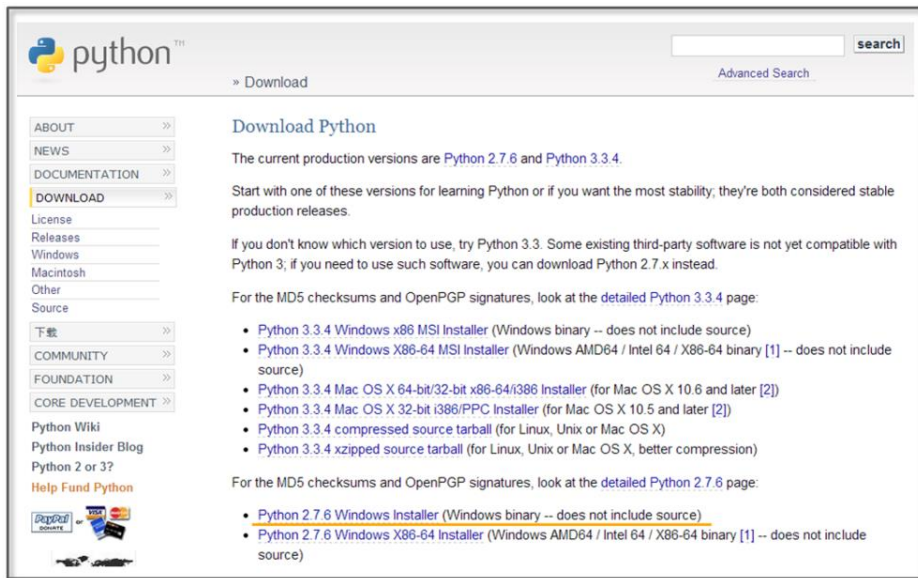 python™
search
Advanced Search
» Download
ABOUT »
NEWS »
DOCUMENTATION »
DOWNLOAD »
License
Releases
Windows
Macintosh
Other
Source
下載 »
COMMUNITY »
FOUNDATION »
CORE DEVELOPMENT »
Python Wiki
Python Insider Blog
Python 2 or 3?
Help Fund Python
PayPal
DONATE
or
VISA
Download Python
The current production versions are Python 2.7.6 and Python 3.3.4.
Start with one of these versions for learning Python or if you want the most stability; they're both considered stable
production releases.
If you don't know which version to use, try Python 3.3. Some existing third-party software is not yet compatible with
Python 3; if you need to use such software, you can download Python 2.7.x instead.
For the MD5 checksums and OpenPGP signatures, look at the detailed Python 3.3.4 page:
• Python 3.3.4 Windows x86 MSI Installer (Windows binary -- does not include source)
• Python 3.3.4 Windows X86-64 MSI Installer (Windows AMD64 / Intel 64 / X86-64 binary [1] -- does not include
source)
• Python 3.3.4 Mac OS X 64-bit/32-bit x86-64/i386 Installer (for Mac OS X 10.6 and later [2])
• Python 3.3.4 Mac OS X 32-bit i386/PPC Installer (for Mac OS X 10.5 and later [2])
• Python 3.3.4 compressed source tarball (for Linux, Unix or Mac OS X)
• Python 3.3.4 xzipped source tarball (for Linux, Unix or Mac OS X, better compression)
For the MD5 checksums and OpenPGP signatures, look at the detailed Python 2.7.6 page:
• Python 2.7.6 Windows Installer (Windows binary -- does not include source)
• Python 2.7.6 Windows X86-64 Installer (Windows AMD64 / Intel 64 / X86-64 binary [1] -- does not include
source)